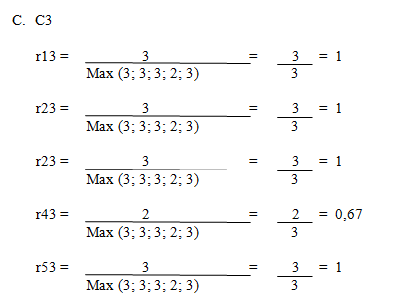 C. C3
3 3
r13 = = = 1
Max (3; 3; 3; 2; 3) 3
3 3
r23 = = = 1
Max (3; 3; 3; 2; 3) 3
3 3
r23 = = = 1
Max (3; 3; 3; 2; 3) 3
2 2
r43 = = = 0,67
Max (3; 3; 3; 2; 3) 3
3 3
r53 = = = 1
Max (3; 3; 3; 2; 3) 3